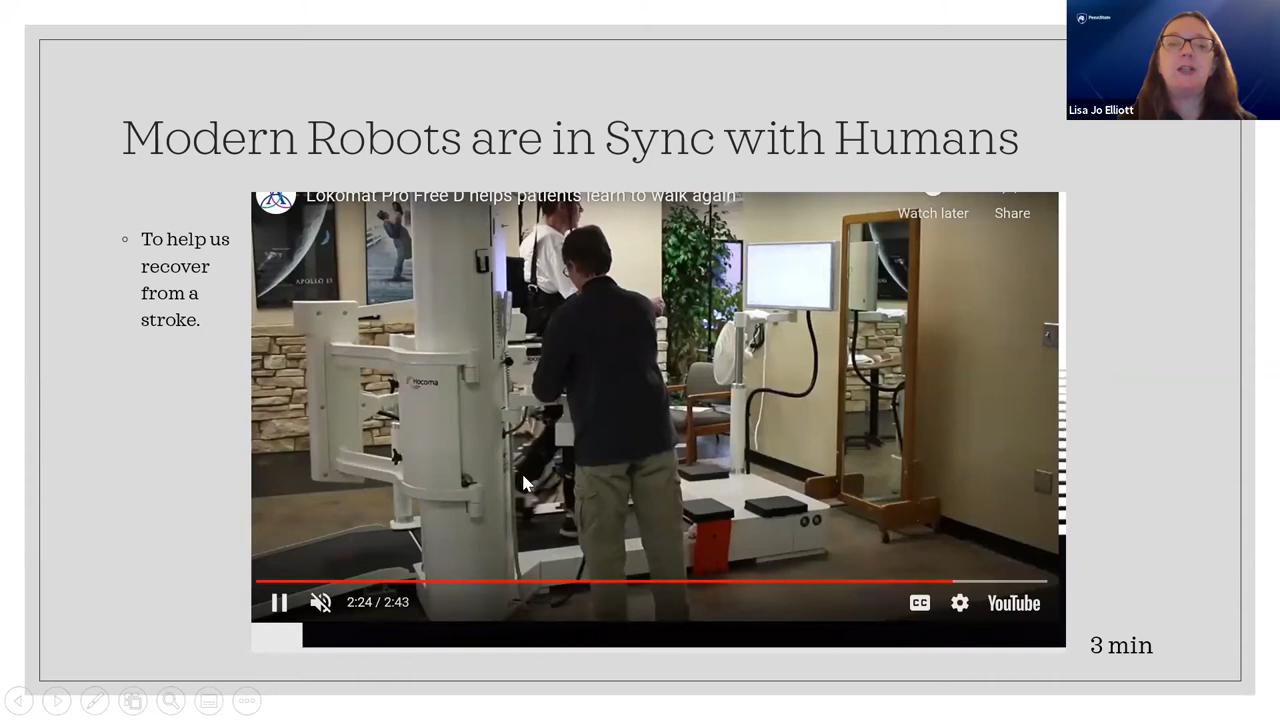 PennState
Lisa Jo Elliott
Modern Robots are in Sync with Humans
To help us
recover
from a
stroke.
Lokomat Pro Free D helps patients learn to walk again
Watch later
Share
APOLLO 13
Hocoma
2:24 / 2:43
CC
YouTube
3 min